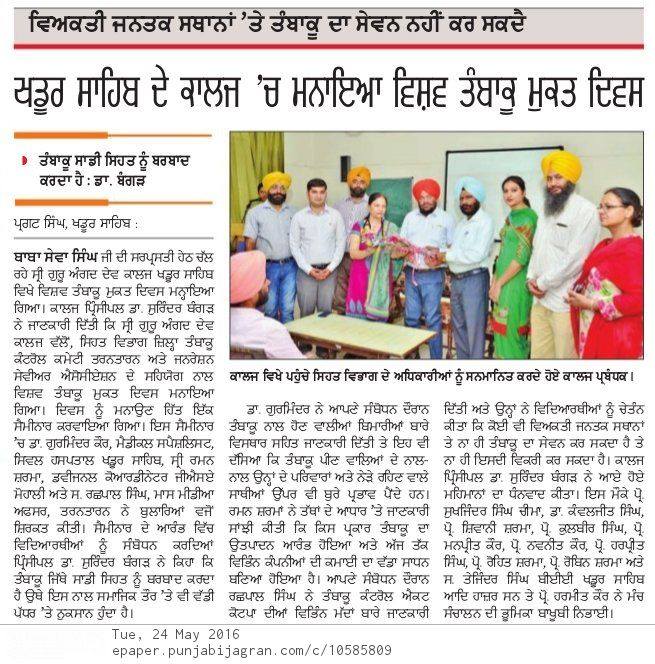 ਵਿਅਕਤੀ ਜਨਤਕ ਸਥਾਨਾਂ ’ਤੇ ਤੰਬਾਕੂ ਦਾ ਸੇਵਨ ਨਹੀਂ ਕਰ ਸਕਦੈ
ਖਡੂਰ ਸਾਹਿਬ ਦੇ ਕਾਲਜ ’ਚ ਮਨਾਇਆ ਵਿਸ਼ਵ ਤੰਬਾਕੂ ਮੁਕਤ ਦਿਵਸ
ਤੰਬਾਕੂ ਸਾਡੀ ਸਿਹਤ ਨੂੰ ਬਰਬਾਦ
ਕਰਦਾ ਹੈ : ਡਾ. ਬੰਗੜ
ਪ੍ਰਗਟ ਸਿੰਘ, ਖਡੂਰ ਸਾਹਿਬ :
ਬਾਬਾ ਸੇਵਾ ਸਿੰਘ ਜੀ ਦੀ ਸਰਪ੍ਰਸਤੀ ਹੇਠ ਚੱਲ
ਰਹੇ ਸ੍ਰੀ ਗੁਰੂ ਅੰਗਦ ਦੇਵ ਕਾਲਜ ਖਡੂਰ ਸਾਹਿਬ
ਵਿਖੇ ਵਿਸ਼ਵ ਤੰਬਾਕੂ ਮੁਕਤ ਦਿਵਸ ਮਨ੍ਹਾਇਆ
ਗਿਆ। ਕਾਲਜ ਪ੍ਰਿੰਸੀਪਲ ਡਾ. ਸੁਰਿੰਦਰ ਬੰਗੜ
ਨੇ ਜਾਣਕਾਰੀ ਦਿੱਤੀ ਕਿ ਸ੍ਰੀ ਗੁਰੂ ਅੰਗਦ ਦੇਵ
ਕਾਲਜ ਵੱਲੋਂ, ਸਿਹਤ ਵਿਭਾਗ ਜ਼ਿਲ੍ਹਾ ਤੰਬਾਕੂ
ਕੰਟਰੋਲ ਕਮੇਟੀ ਤਰਨਤਾਰਨ ਅਤੇ ਜਨਰੇਸ਼ਨ
ਸੇਵੀਅਰ ਐਸੋਸੀਏਸ਼ਨ ਦੇ ਸਹਿਯੋਗ ਨਾਲ
ਵਿਸ਼ਵ ਤੰਬਾਕੂ ਮੁਕਤ ਦਿਵਸ ਮਨਾਇਆ
ਗਿਆ। ਦਿਵਸ ਨੂੰ ਮਨਾਉਣ ਹਿੱਤ ਇੱਕ
ਸੈਮੀਨਾਰ ਕਰਵਾਇਆ ਗਿਆ। ਇਸ ਸੈਮੀਨਾਰ
’ਚ ਡਾ. ਗੁਰਮਿੰਦਰ ਕੌਰ, ਮੈਡੀਕਲ ਸਪੈਸ਼ਲਿਸਟ,
ਸਿਵਲ ਹਸਪਤਾਲ ਖਡੂਰ ਸਾਹਿਬ, ਸ੍ਰੀ ਰਮਨ
ਸ਼ਰਮਾ, ਡਵੀਜਨਲ ਕੋਆਰਡੀਨੇਟਰ ਜੀਐਸਏ
ਮੋਹਾਲੀ ਅਤੇ ਸ. ਰਛਪਾਲ ਸਿੰਘ, ਮਾਸ ਮੀਡੀਆ
ਅਫਸਰ, ਤਰਨਤਾਰਨ ਨੇ ਬੁਲਾਰਿਆਂ ਵਜੋਂ
ਸ਼ਿਰਕਤ ਕੀਤੀ। ਸੈਮੀਨਾਰ ਦੇ ਆਰੰਭ ਵਿੱਚ
ਵਿਦਿਆਰਥੀਆਂ ਨੂੰ ਸੰਬੋਧਨ ਕਰਦਿਆਂ
ਪ੍ਰਿੰਸੀਪਲ ਡਾ. ਸੁਰਿੰਦਰ ਬੰਗੜ ਨੇ ਕਿਹਾ ਕਿ
ਤੰਬਾਕੂ ਜਿੱਥੇ ਸਾਡੀ ਸਿਹਤ ਨੂੰ ਬਰਬਾਦ ਕਰਦਾ
ਹੈ ਉਥੇ ਇਸ ਨਾਲ ਸਮਾਜਿਕ ਤੌਰ ’ਤੇ ਵੀ ਵੱਡੀ
ਪੱਧਰ ’ਤੇ ਨੁਕਸਾਨ ਹੁੰਦਾ ਹੈ।
ਕਾਲਜ ਵਿਖੇ ਪਹੁੰਚੇ ਸਿਹਤ ਵਿਭਾਗ ਦੇ ਅਧਿਕਾਰੀਆਂ ਨੂੰ ਸਨਮਾਨਿਤ ਕਰਦੇ ਹੋਏ ਕਾਲਜ ਪ੍ਰਬੰਧਕ।
ਡਾ. ਗੁਰਮਿੰਦਰ ਨੇ ਆਪਣੇ ਸੰਬੋਧਨ ਦੌਰਾਨ
ਤੰਬਾਕੂ ਨਾਲ ਹੋਣ ਵਾਲੀਆਂ ਬਿਮਾਰੀਆਂ ਬਾਰੇ
ਵਿਸਥਾਰ ਸਹਿਤ ਜਾਣਕਾਰੀ ਦਿੱਤੀ ਤੇ ਇਹ ਵੀ
ਦੱਸਿਆ ਕਿ ਤੰਬਾਕੂ ਪੀਣ ਵਾਲਿਆਂ ਦੇ ਨਾਲ-
ਨਾਲ ਉਨ੍ਹਾਂ ਦੇ ਪਰਿਵਾਰਾਂ ਅਤੇ ਨੇੜੇ ਰਹਿਣ ਵਾਲੇ
ਸਾਥੀਆਂ ਉਪਰ ਵੀ ਬੁਰੇ ਪ੍ਰਭਾਵ ਪੈਂਦੇ ਹਨ।
ਰਮਨ ਸ਼ਰਮਾਂ ਨੇ ਤੱਥਾਂ ਦੇ ਆਧਾਰ ’ਤੇ ਜਾਣਕਾਰੀ
ਸਾਂਝੀ ਕੀਤੀ ਕਿ ਕਿਸ ਪ੍ਰਕਾਰ ਤੰਬਾਕੂ ਦਾ
ਉਤਪਾਦਨ ਆਰੰਭ ਹੋਇਆ ਅਤੇ ਅੱਜ ਤੱਕ
ਵਿਭਿੰਨ ਕੰਪਨੀਆਂ ਦੀ ਕਮਾਈ ਦਾ ਵੱਡਾ ਸਾਧਨ
ਬਣਿਆ ਹੋਇਆ ਹੈ। ਆਪਣੇ ਸੰਬੋਧਨ ਦੌਰਾਨ
ਰਛਪਾਲ ਸਿੰਘ ਨੇ ਤੰਬਾਕੂ ਕੰਟਰੋਲ ਐਕਟ
ਕੋਟਪਾ ਦੀਆਂ ਵਿਭਿੰਨ ਮੱਦਾਂ ਬਾਰੇ ਜਾਣਕਾਰੀ
ਦਿੱਤੀ ਅਤੇ ਉਨ੍ਹਾ ਨੇ ਵਿਦਿਆਰਥੀਆਂ ਨੂੰ ਚੇਤੰਨ
ਕੀਤਾ ਕਿ ਕੋਈ ਵੀ ਵਿਅਕਤੀ ਜਨਤਕ ਸਥਾਨਾਂ
ਤੇ ਨਾ ਹੀ ਤੰਬਾਕੂ ਦਾ ਸੇਵਨ ਕਰ ਸਕਦਾ ਹੈ ਤੇ
ਨਾ ਹੀ ਇਸਦੀ ਵਿਕਰੀ ਕਰ ਸਕਦਾ ਹੈ। ਕਾਲਜ
ਪ੍ਰਿੰਸੀਪਲ ਡਾ. ਸੁਰਿੰਦਰ ਬੰਗੜ ਨੇ ਆਏ ਹੋਏ
ਮਹਿਮਾਨਾਂ ਦਾ ਧੰਨਵਾਦ ਕੀਤਾ। ਇਸ ਮੌਕੇ ਪ੍ਰੋ.
ਸੁਖਜਿੰਦਰ ਸਿੰਘ ਚੀਮਾ, ਡਾ. ਕੰਵਲਜੀਤ ਸਿੰਘ,
ਪ੍ਰੋ. ਸ਼ਿਵਾਨੀ ਸ਼ਰਮਾ, ਪ੍ਰੋ. ਕੁਲਬੀਰ ਸਿੰਘ, ਪ੍ਰੋ.
ਮਨਪ੍ਰੀਤ ਕੌਰ, ਪ੍ਰੋ. ਨਵਨੀਤ ਕੌਰ, ਪ੍ਰੋ. ਹਰਪ੍ਰੀਤ
ਸਿੰਘ, ਪ੍ਰੋ. ਰੋਹਿਤ ਸ਼ਰਮਾ, ਪ੍ਰੋ. ਰੋਬਿਨ ਸ਼ਰਮਾ ਅਤੇ
ਸ. ਤੇਜਿੰਦਰ ਸਿੰਘ ਬੀਈਈ ਖਡੂਰ ਸਾਹਿਬ
ਆਦਿ ਹਾਜ਼ਰ ਸਨ ਤੇ ਪ੍ਰੋ. ਹਰਮੀਤ ਕੌਰ ਨੇ ਮੰਚ
ਸੰਚਾਲਨ ਦੀ ਭੂਮਿਕਾ ਬਾਖੂਬੀ ਨਿਭਾਈ।
Tue, 24 May 2016
epaper.punjabijagran.com/c/10585809